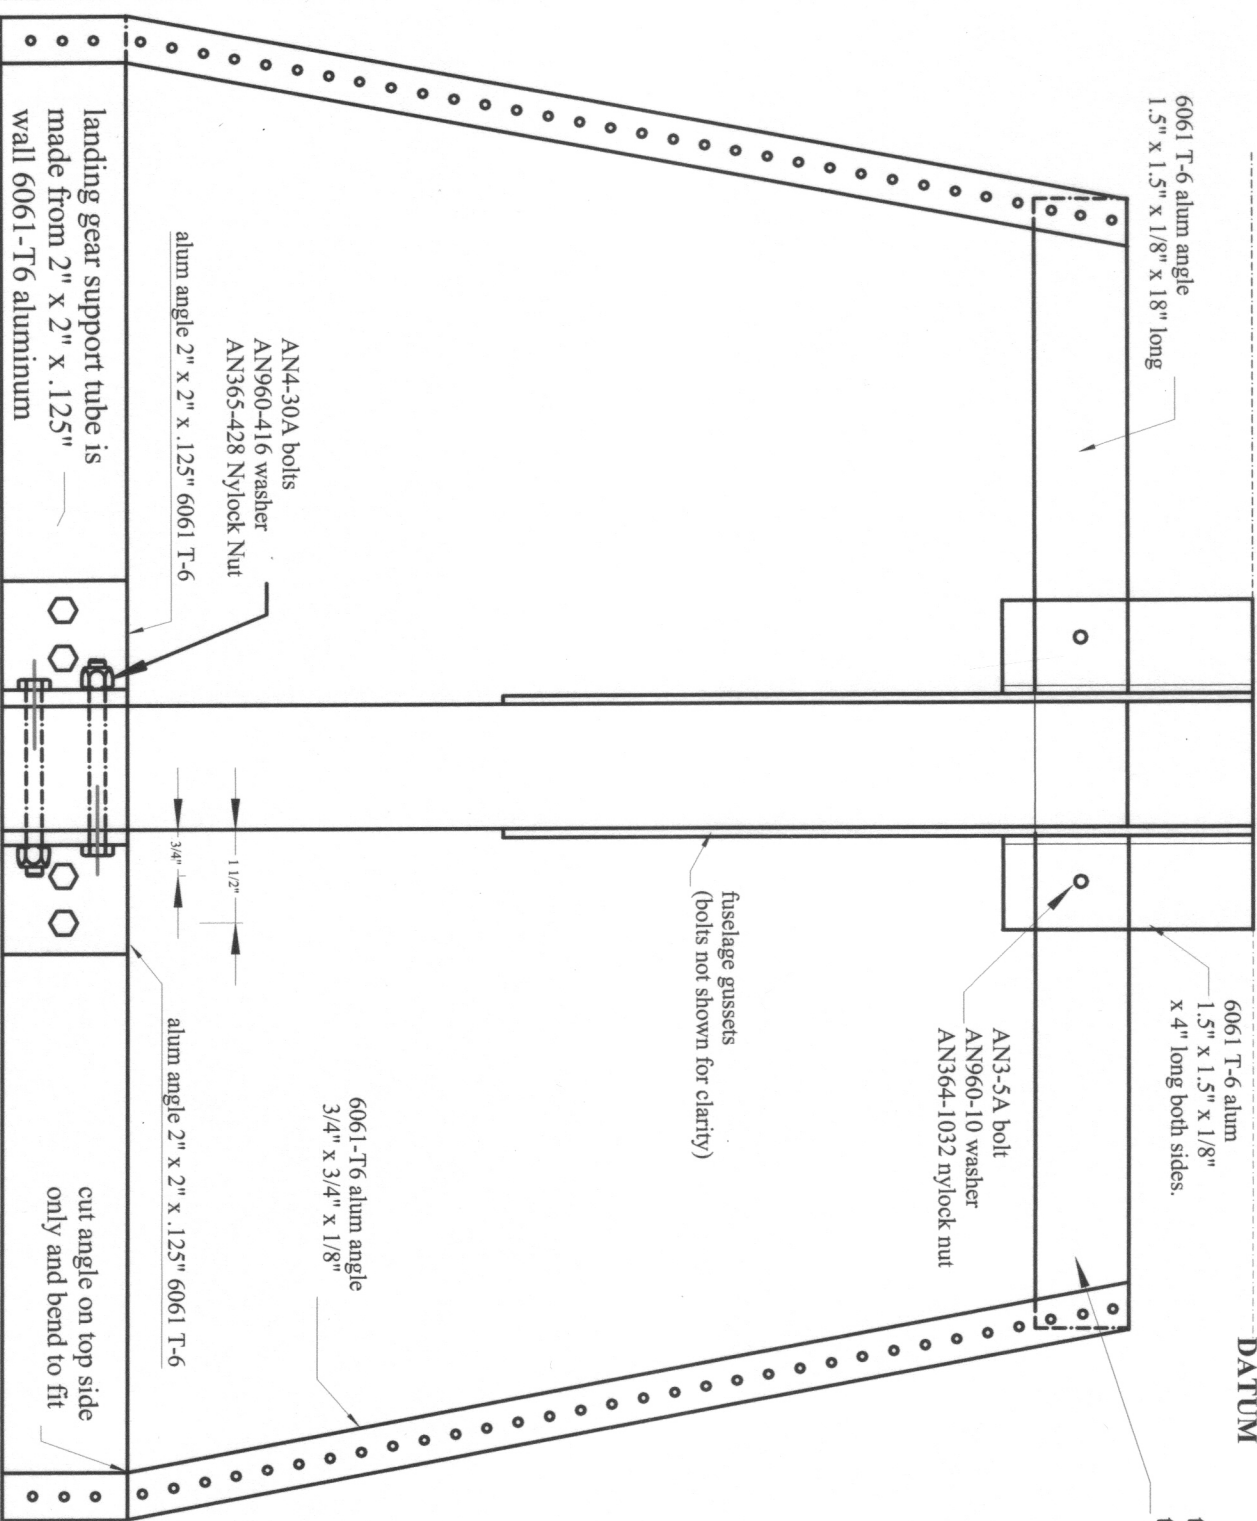 DATUM
6061 T-6 alum angle
1.5" x 1.5" x 1/8" x 18" long
6061 T-6 alum
1.5" x 1.5" x 1/8"
x 4" long both sides.
AN3-5A bolt
AN960-10 washer
AN364-1032 nylock nut
fuselage gussets
(bolts not shown for clarity)
6061-T6 alum angle
3/4" x 3/4" x 1/8"
AN4-30A bolts
AN960-416 washer
AN365-428 Nylock Nut
1 1/2"
3/4"
alum angle 2" x 2" x .125" 6061 T-6
alum angle 2" x 2" x .125" 6061 T-6
landing gear support tube is
made from 2" x 2" x .125"
wall 6061-T6 aluminum
cut angle on top side
only and bend to fit